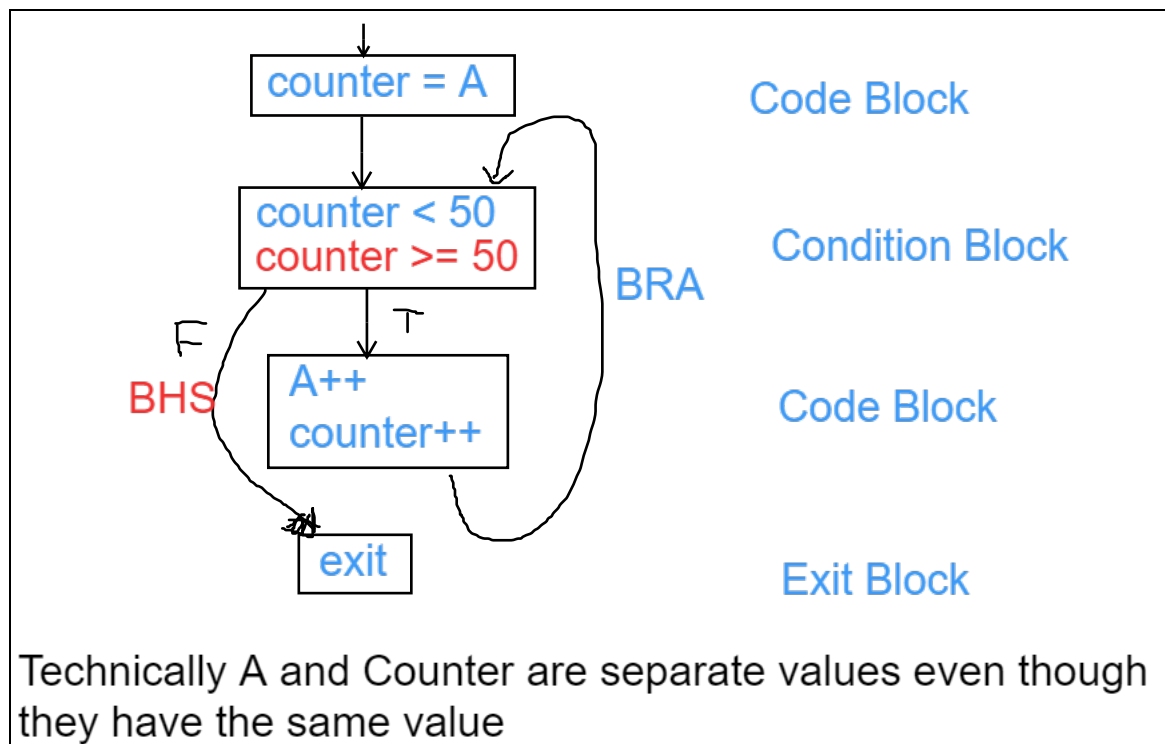 counter = A
Code Block
counter < 50
counter >= 50
Condition Block
BRA
T
F
BHS
A++
counter++
Code Block
exit
Exit Block
Technically A and Counter are separate values even though
they have the same value